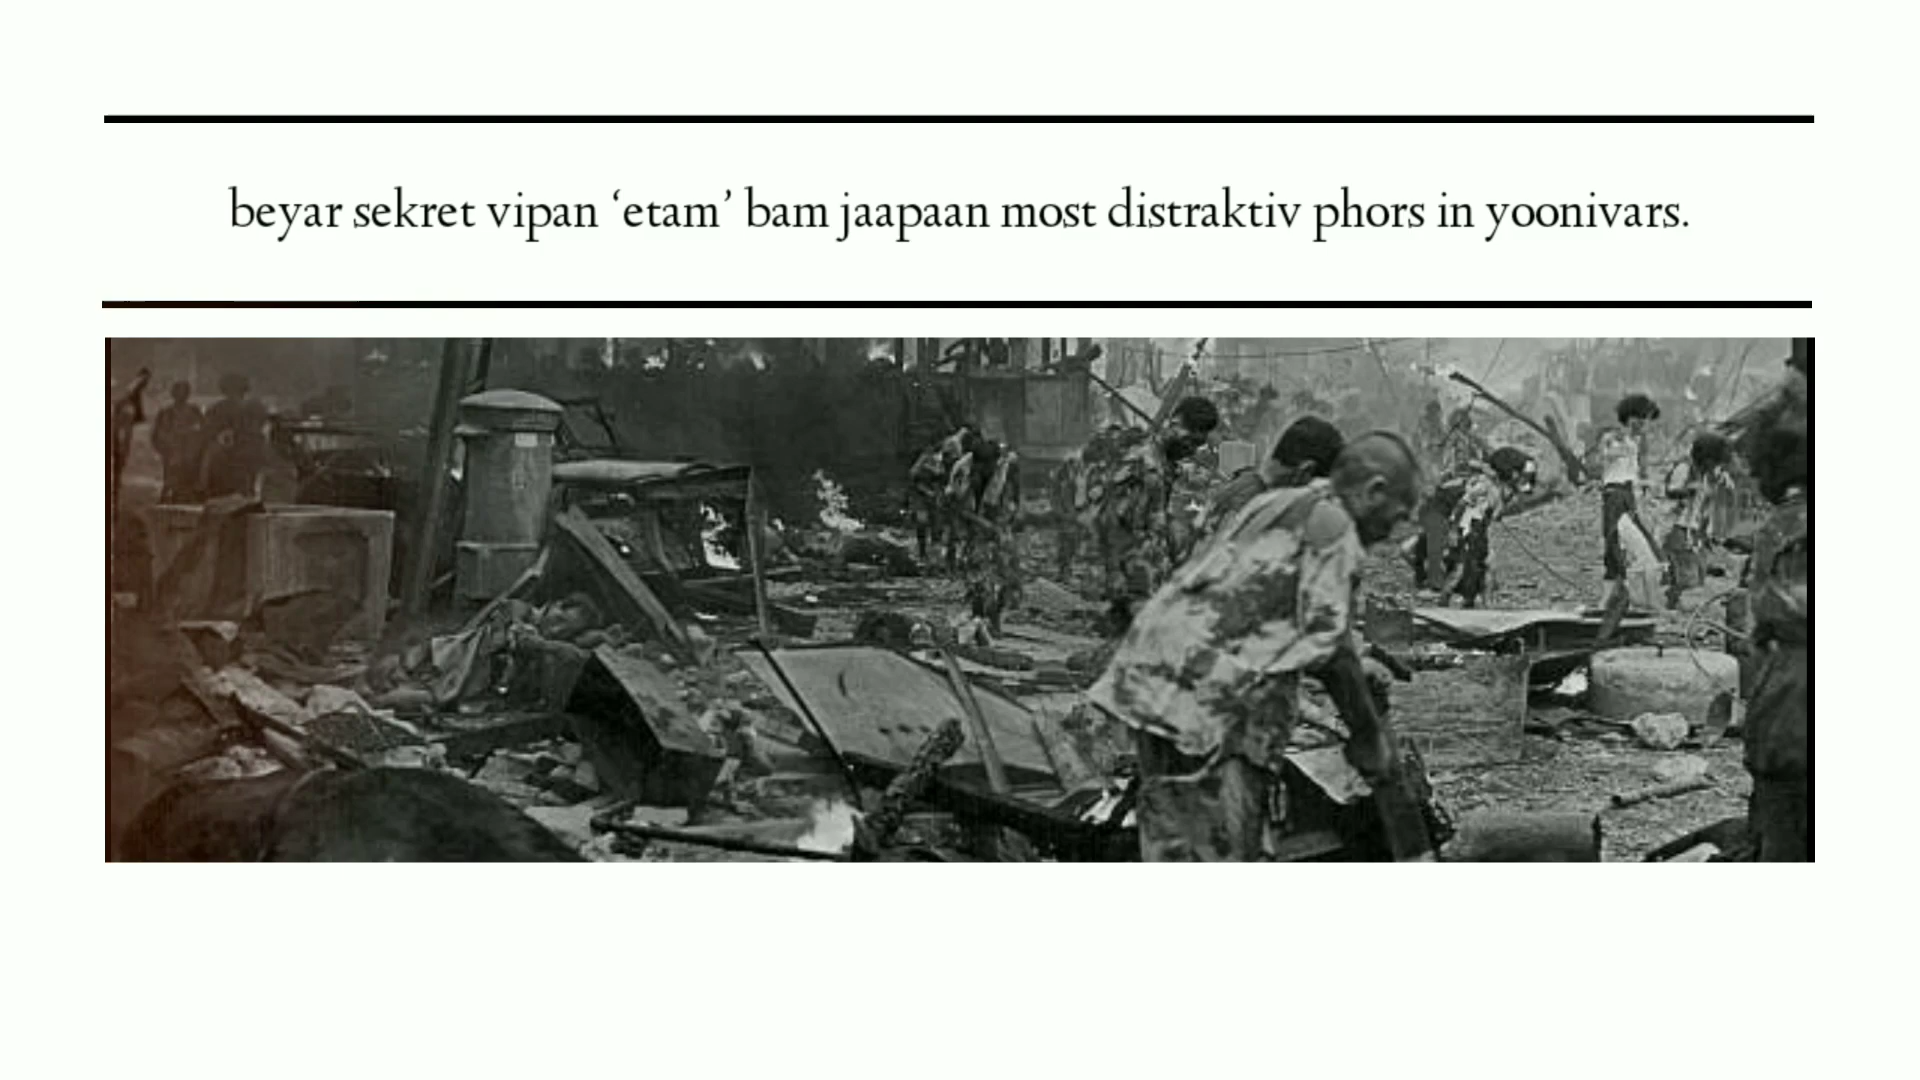 beyar sekret vipan ‘etam’ bam jaapaan most distraktiv phors in yoonivars.